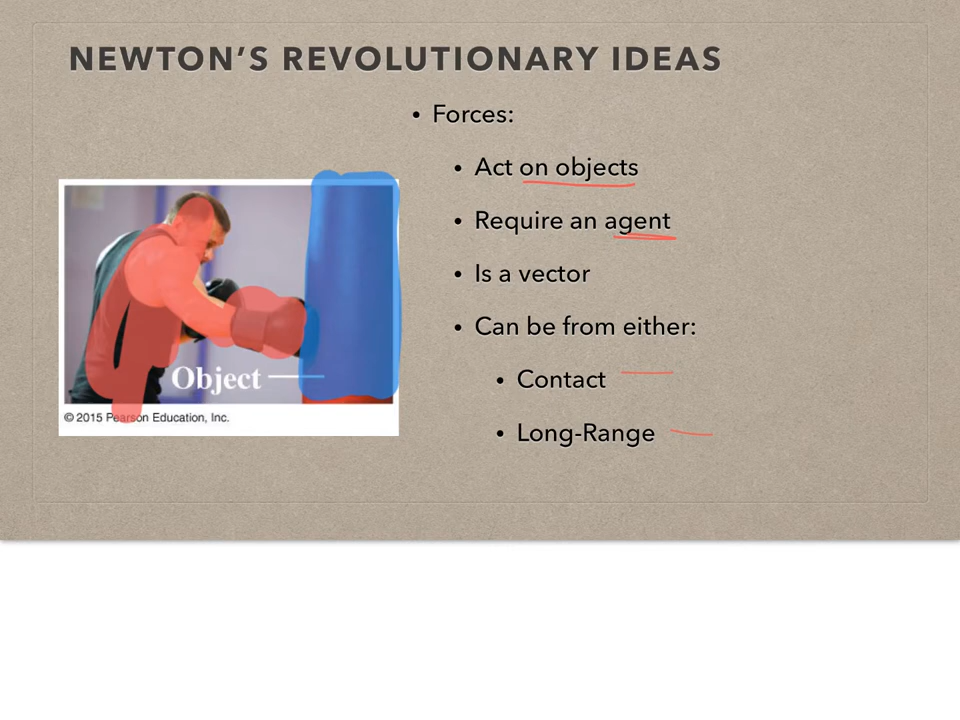 NEWTON'S REVOLUTIONARY IDEAS
• Forces:
• Act on objects
• Require an agent
• Is a vector
• Can be from either:
• Contact
• Long-Range
Object
© 2015 Pearson Education, Inc.